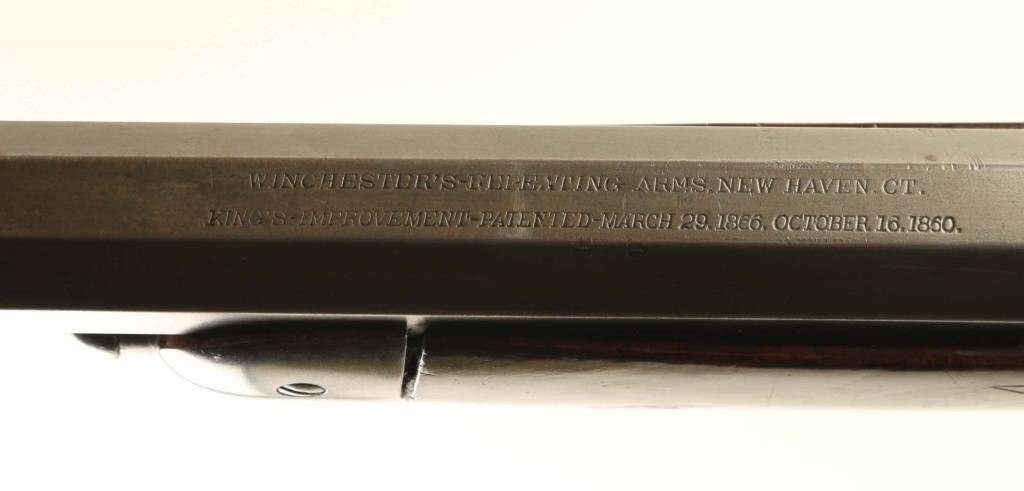 WINCHESTER'S-REPEATING ARMS. NEW HAVEN. CT.
KING'S-IMPROVEMENT-PATENTED-MARCH 29. 1866. OCTOBER 16. 1860.